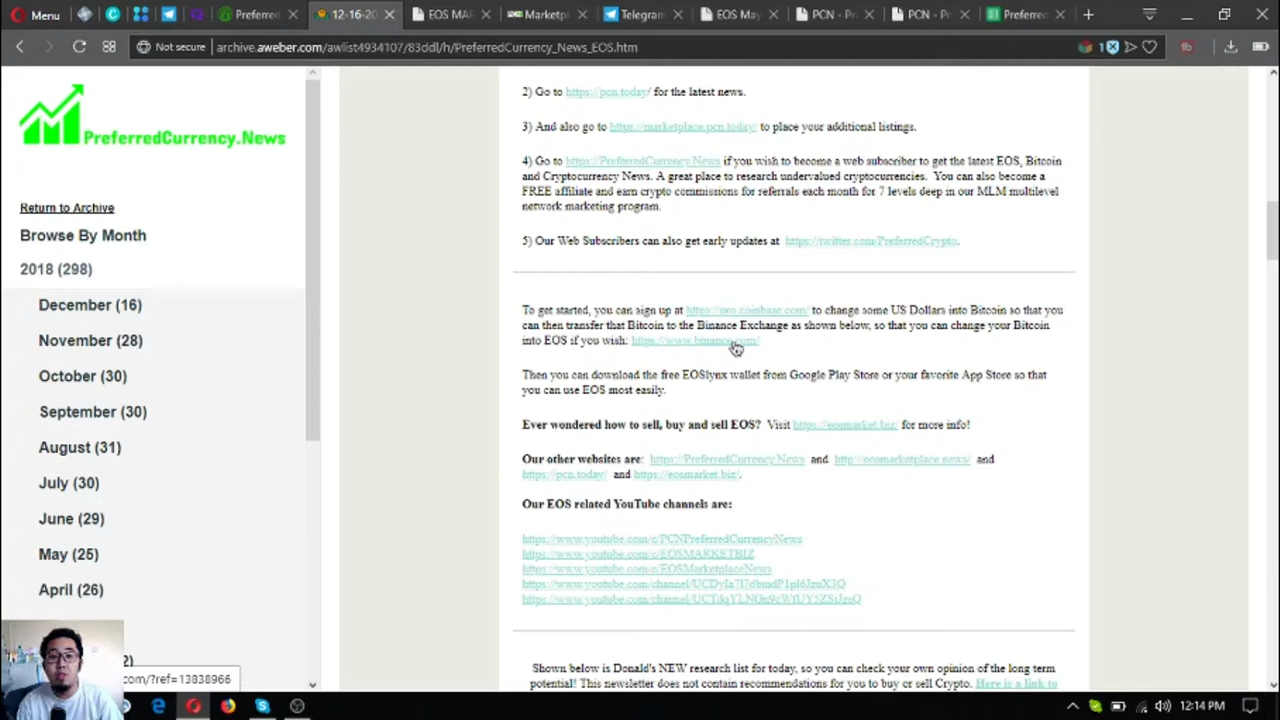 Menu
Preferred
12-16-20
EOS MAR
Marketpl
Telegram
EOS May
PCN - Pr
PCN - Pr
Preferred
Not secure
archive.aweber.com/awlist4934107/83ddl/h/PreferredCurrency_News_EOS.htm
1
PreferredCurrency.News
Return to Archive
Browse By Month
2018 (298)
December (16)
November (28)
October (30)
September (30)
August (31)
July (30)
June (29)
May (25)
April (26)
2)
com/?ref=13838966
2) Go to https://pcn.today/ for the latest news.
3) And also go to https://marketplace.pcn.today/ to place your additional listings.
4) Go to https://PreferredCurrency.News if you wish to become a web subscriber to get the latest EOS, Bitcoin
and Cryptocurrency News. A great place to research undervalued cryptocurrencies. You can also become a
FREE affiliate and earn crypto commissions for referrals each month for 7 levels deep in our MLM multilevel
network marketing program.
5) Our Web Subscribers can also get early updates at https://twitter.com/PreferredCrypto.
To get started, you can sign up at https://pro.coinbase.com/ to change some US Dollars into Bitcoin so that you
can then transfer that Bitcoin to the Binance Exchange as shown below, so that you can change your Bitcoin
into EOS if you wish: https://www.binance.com/
Then you can download the free EOSlynx wallet from Google Play Store or your favorite App Store so that
you can use EOS most easily.
Ever wondered how to sell, buy and sell EOS? Visit https://eosmarket.biz/ for more info!
Our other websites are: https://PreferredCurrency.News and http://eosmarketplace.news/ and
https://pcn.today/ and https://eosmarket.biz/.
Our EOS related YouTube channels are:
https://www.youtube.com/c/PCNPreferredCurrencyNews
https://www.youtube.com/c/EOSMARKETBIZ
https://www.youtube.com/c/EOSMarketplaceNews
Shown below is Donald's NEW research list for today, so you can check your own opinion of the long term
potential! This newsletter does not contain recommendations for you to buy or sell Crypto. Here is a link to
12:14 PM